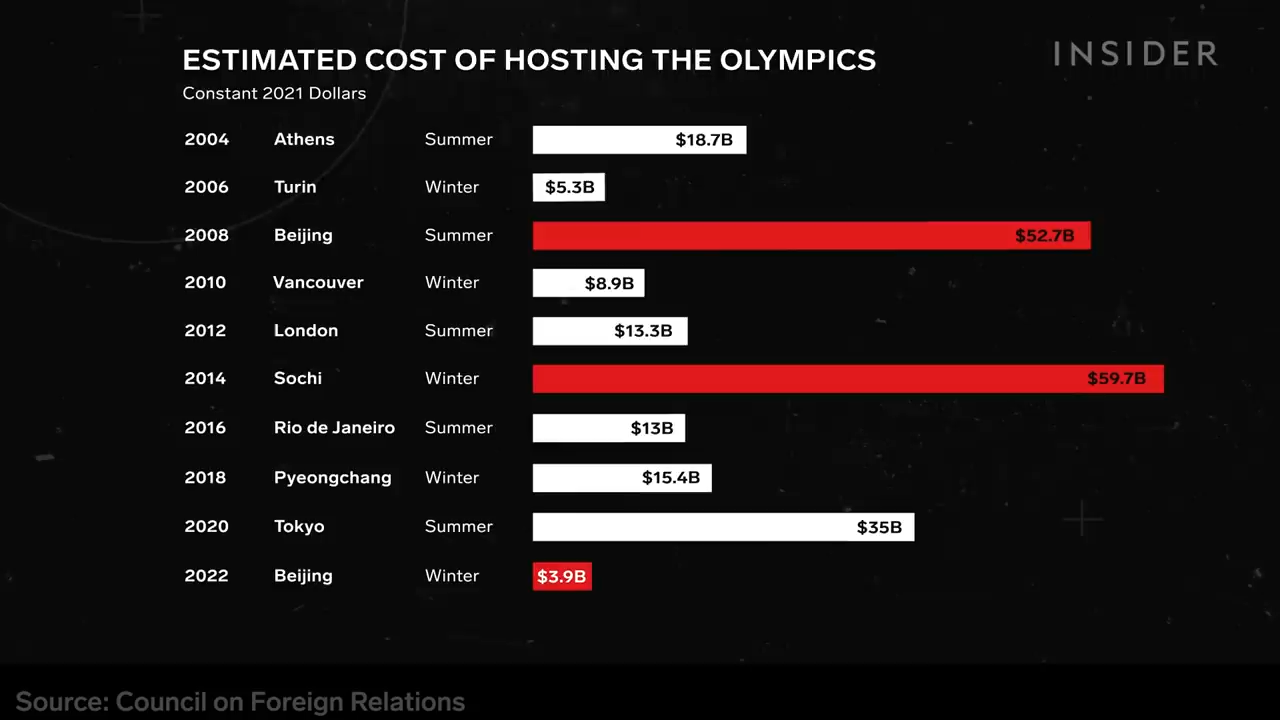 ESTIMATED COST OF HOSTING THE OLYMPICS
INSIDER
Constant 2021 Dollars
2004 Athens Summer $18.7B
2006 Turin Winter $5.3B
2008 Beijing Summer $52.7B
2010 Vancouver Winter $8.9B
2012 London Summer $13.3B
2014 Sochi Winter $59.7B
2016 Rio de Janeiro Summer $13B
2018 Pyeongchang Winter $15.4B
2020 Tokyo Summer $35B
2022 Beijing Winter $3.9B
Source: Council on Foreign Relations